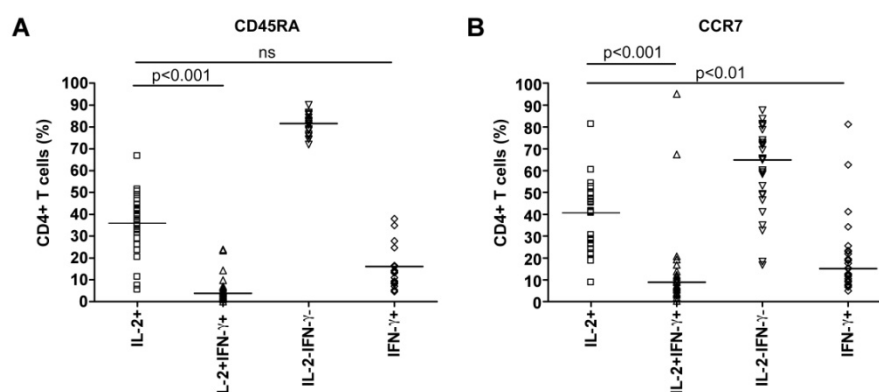 A
CD45RA
ns
p<0.001
100
90
80
70
60
50
40
30
20
10
0
CD4+ T cells (%)
IL-2+
L-2+IFN-γ+
IL-2-IFN-γ-
IFN-γ+
B
CCR7
p<0.001
p<0.01
100
90
80
70
60
50
40
30
20
10
0
CD4+ T cells (%)
IL-2+
L-2+IFN-γ+
IL-2-IFN-γ-
IFN-γ+